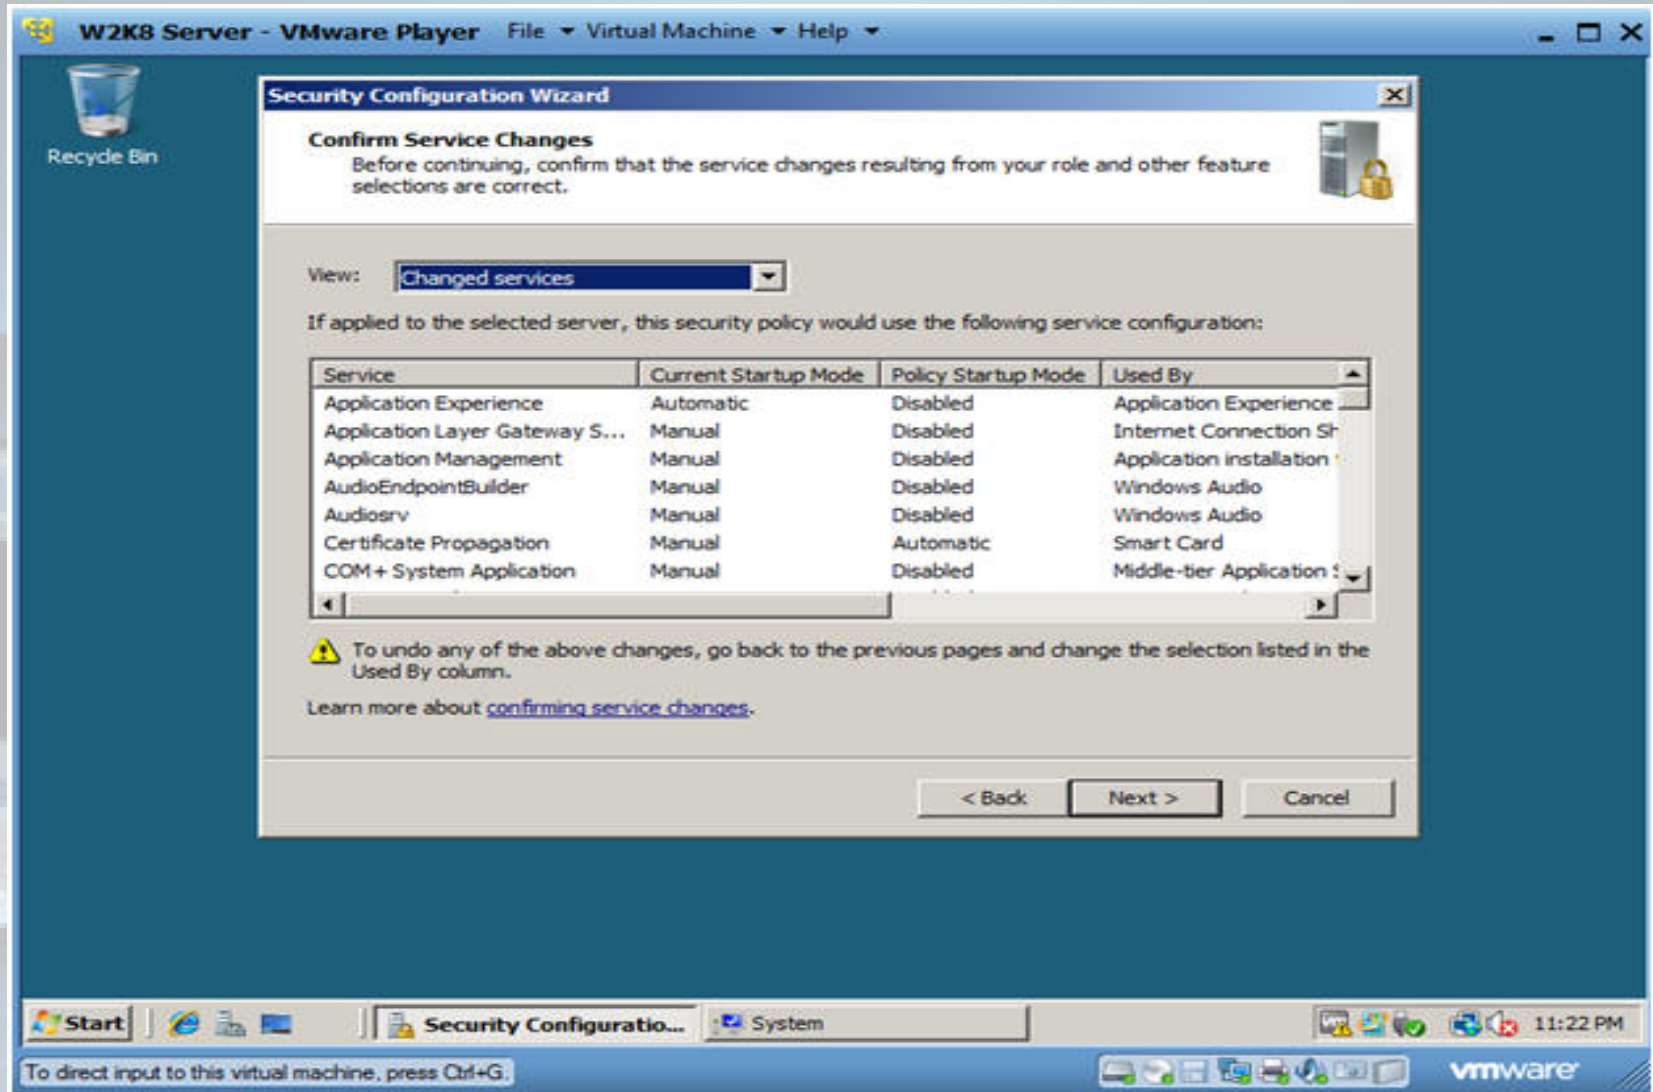 W2K8 Server - VMware Player File Virtual Machine Help
Recycle Bin
Security Configuration Wizard
Confirm Service Changes
Before continuing, confirm that the service changes resulting from your role and other feature
selections are correct.
View: Changed services
If applied to the selected server, this security policy would use the following service configuration:
Service Current Startup Mode Policy Startup Mode Used By
Application Experience Automatic Disabled Application Experience
Application Layer Gateway S... Manual Disabled Internet Connection Sh
Application Management Manual Disabled Application installation
AudioEndpointBuilder Manual Disabled Windows Audio
Audiosrv Manual Disabled Windows Audio
Certificate Propagation Manual Automatic Smart Card
COM+ System Application Manual Disabled Middle-tier Application
To undo any of the above changes, go back to the previous pages and change the selection listed in the
Used By column.
Learn more about confirming service changes.
< Back Next > Cancel
Start Security Configuratio... System 11:22 PM
To direct input to this virtual machine, press Ctrl+G. vmware